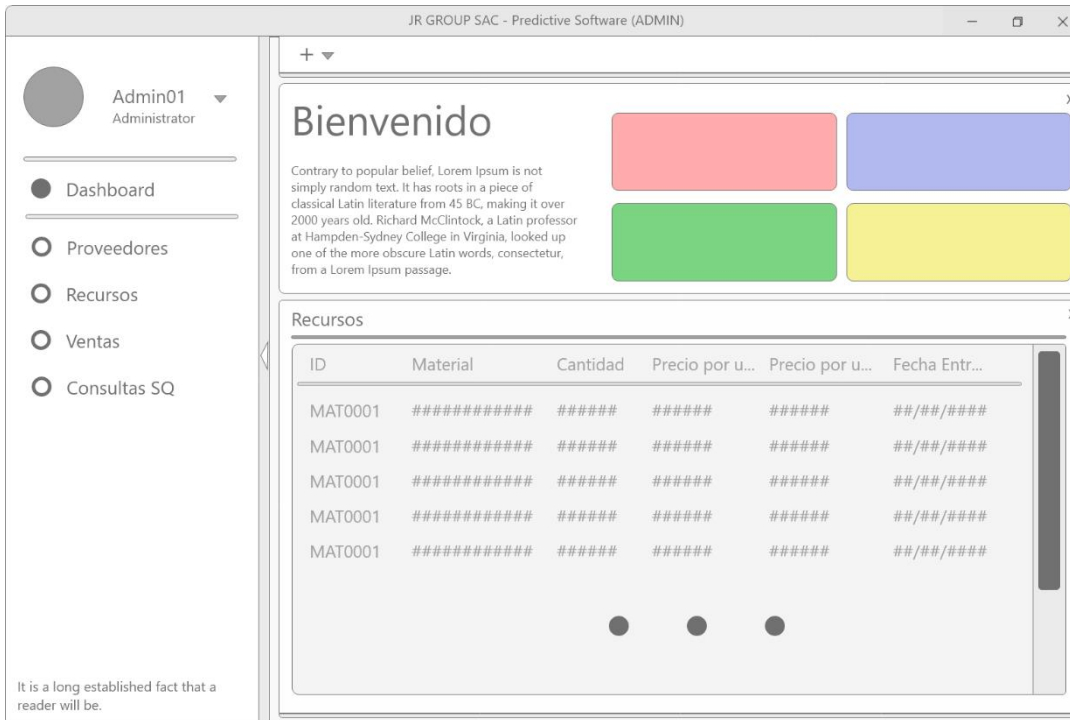 JR GROUP SAC - Predictive Software (ADMIN)
Admin01
Administrator
Dashboard
Proveedores
Recursos
Ventas
Consultas SQ
It is a long established fact that a
reader will be.
Bienvenido
Contrary to popular belief, Lorem Ipsum is not
simply random text. It has roots in a piece of
classical Latin literature from 45 BC, making it over
2000 years old. Richard McClintock, a Latin professor
at Hampden-Sydney College in Virginia, looked up
one of the more obscure Latin words, consectetur,
from a Lorem Ipsum passage.
Recursos
ID Material Cantidad Precio por u... Precio por u... Fecha Entr...
MAT0001 ############ ###### ###### ###### ##/##/####
MAT0001 ############ ###### ###### ###### ##/##/####
MAT0001 ############ ###### ###### ###### ##/##/####
MAT0001 ############ ###### ###### ###### ##/##/####
MAT0001 ############ ###### ###### ###### ##/##/####